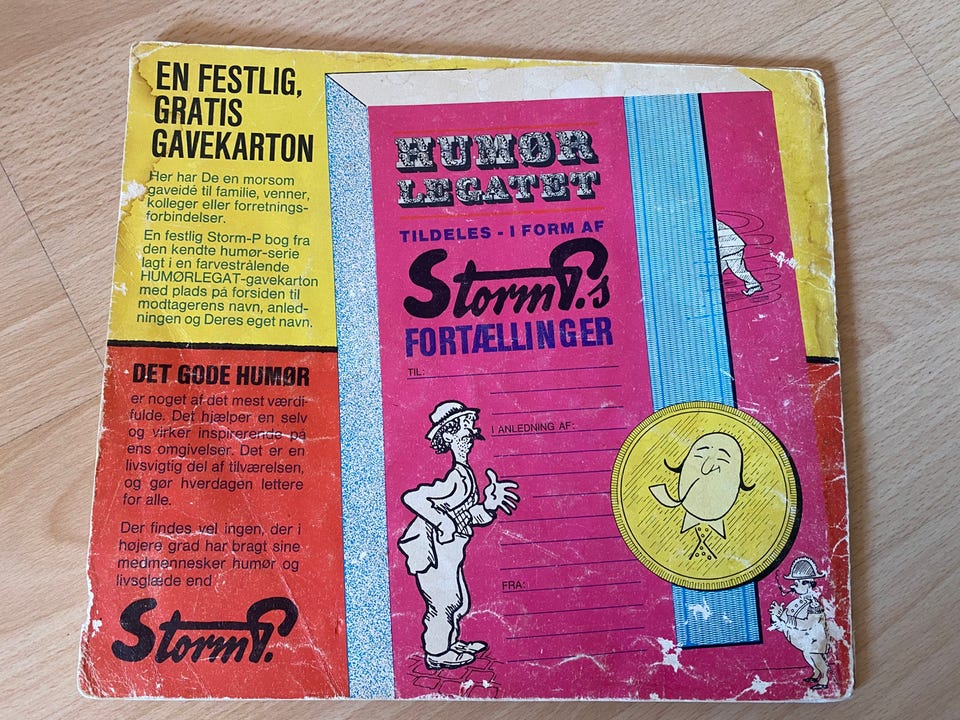 EN FESTLIG,
GRATIS
GAVEKARTON
Her har De en morsom
gaveidé til familie, venner,
kolleger eller forretnings-
forbindelser.
En festlig Storm-P bog fra
den kendte humør-serie
lagt i en farvestrålende
HUMØRLEGAT-gavekarton
med plads på forsiden til
modtagerens navn, anled-
ningen og Deres eget navn.
DET GODE HUMØR
er noget af det mest værdi-
fulde. Det hjælper en selv
og virker inspirerende på
ens omgivelser. Det er en
livsvigtig del af tilværelsen,
og gør hverdagen lettere
for alle.
Der findes vel ingen, der i
højere grad har bragt sine
medmennesker humør og
livsglæde end
Storm P.
HUMØR
LEGATET
TILDELES - I FORM AF
Storm P.s
FORTÆLLINGER
TIL:
I ANLEDNING AF:
FRA: